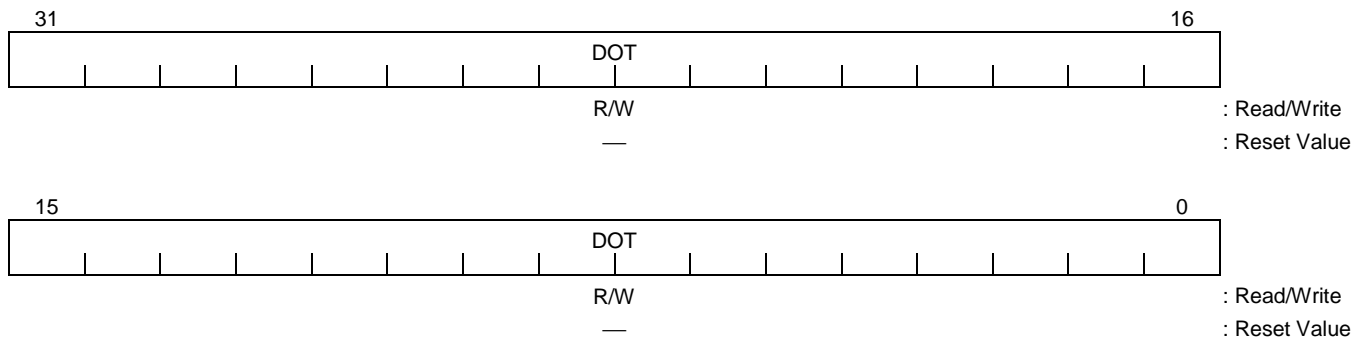 31 16
DOT
R/W : Read/Write
— : Reset Value
15 0
DOT
R/W : Read/Write
— : Reset Value